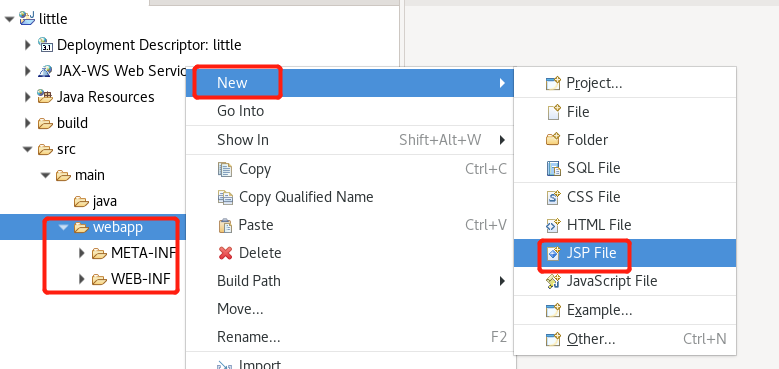 little
Deployment Descriptor: little
JAX-WS Web Servic
Java Resources
build
src
main
java
webapp
META-INF
WEB-INF
New
Go Into
Show In Shift+Alt+W
Copy Ctrl+C
Copy Qualified Name
Paste Ctrl+V
Delete
Build Path
Move...
Rename... F2
Import
Project...
File
Folder
SQL File
CSS File
HTML File
JSP File
JavaScript File
Example...
Other... Ctrl+N